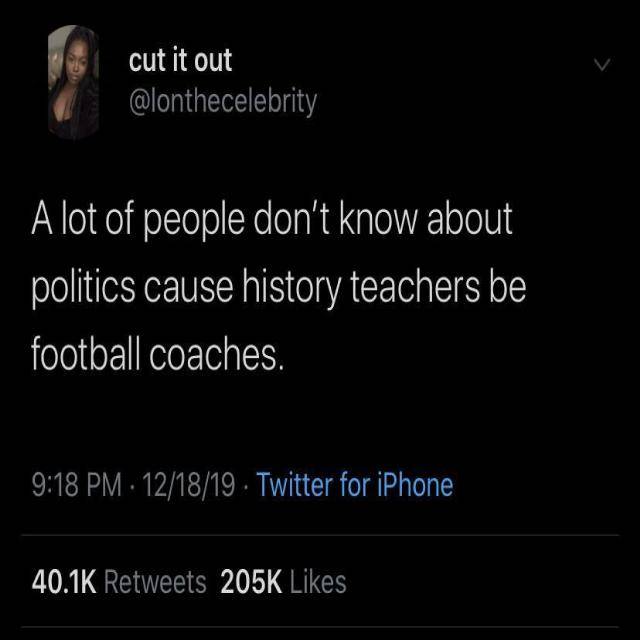 cut it out
@lonthecelebrity
A lot of people don't know about
politics cause history teachers be
football coaches.
9:18 PM · 12/18/19 · Twitter for iPhone
40.1K Retweets 205K Likes